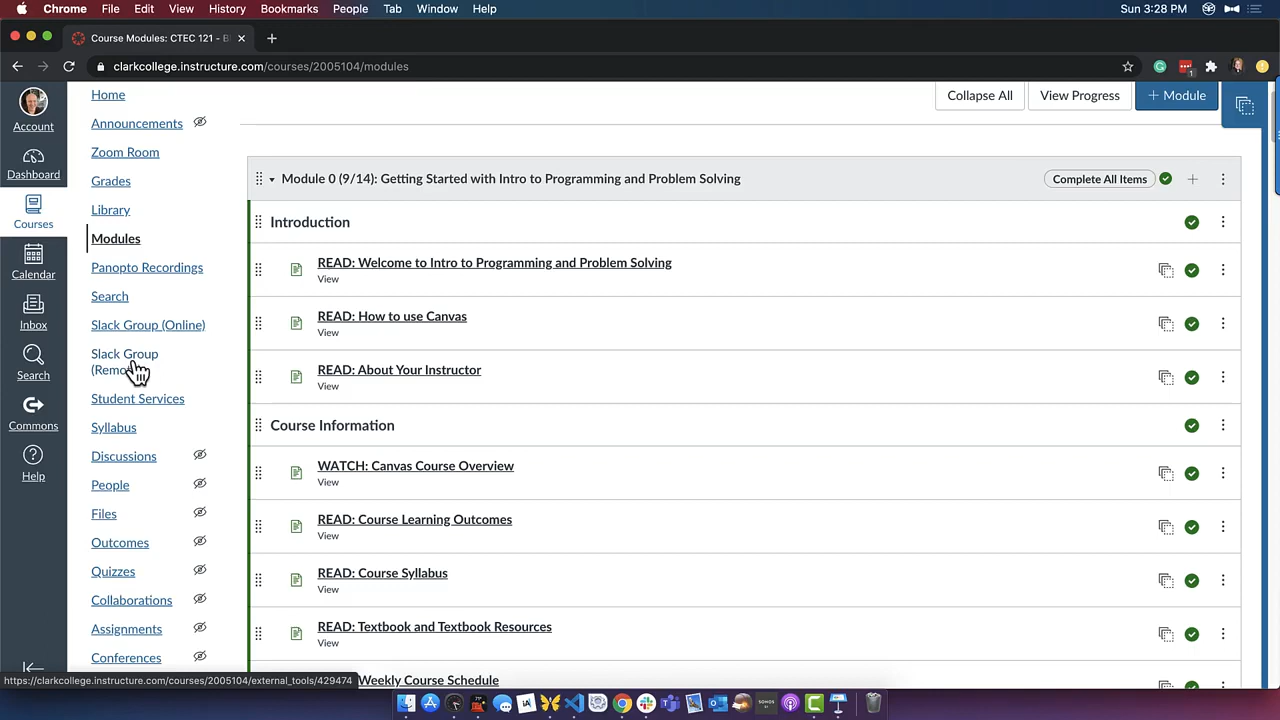 Chrome File Edit View History Bookmarks People Tab Window Help Sun 3:28 PM
Course Modules: CTEC 121 -
clarkcollege.instructure.com/courses/2005104/modules
Account
Dashboard
Courses
Calendar
Inbox
Search
Commons
Help
Home
Announcements
Zoom Room
Grades
Library
Modules
Panopto Recordings
Search
Slack Group (Online)
Slack Group
Student Services
Syllabus
Discussions
People
Files
Outcomes
Quizzes
Collaborations
Assignments
Conferences
Collapse All View Progress + Module
Module 0 (9/14): Getting Started with Intro to Programming and Problem Solving Complete All Items
Introduction
READ: Welcome to Intro to Programming and Problem Solving
View
READ: How to use Canvas
View
READ: About Your Instructor
View
Course Information
WATCH: Canvas Course Overview
View
READ: Course Learning Outcomes
View
READ: Course Syllabus
View
READ: Textbook and Textbook Resources
View
Weekly Course Schedule
https://clarkcollege.instructure.com/courses/2005104/external_tools/429474